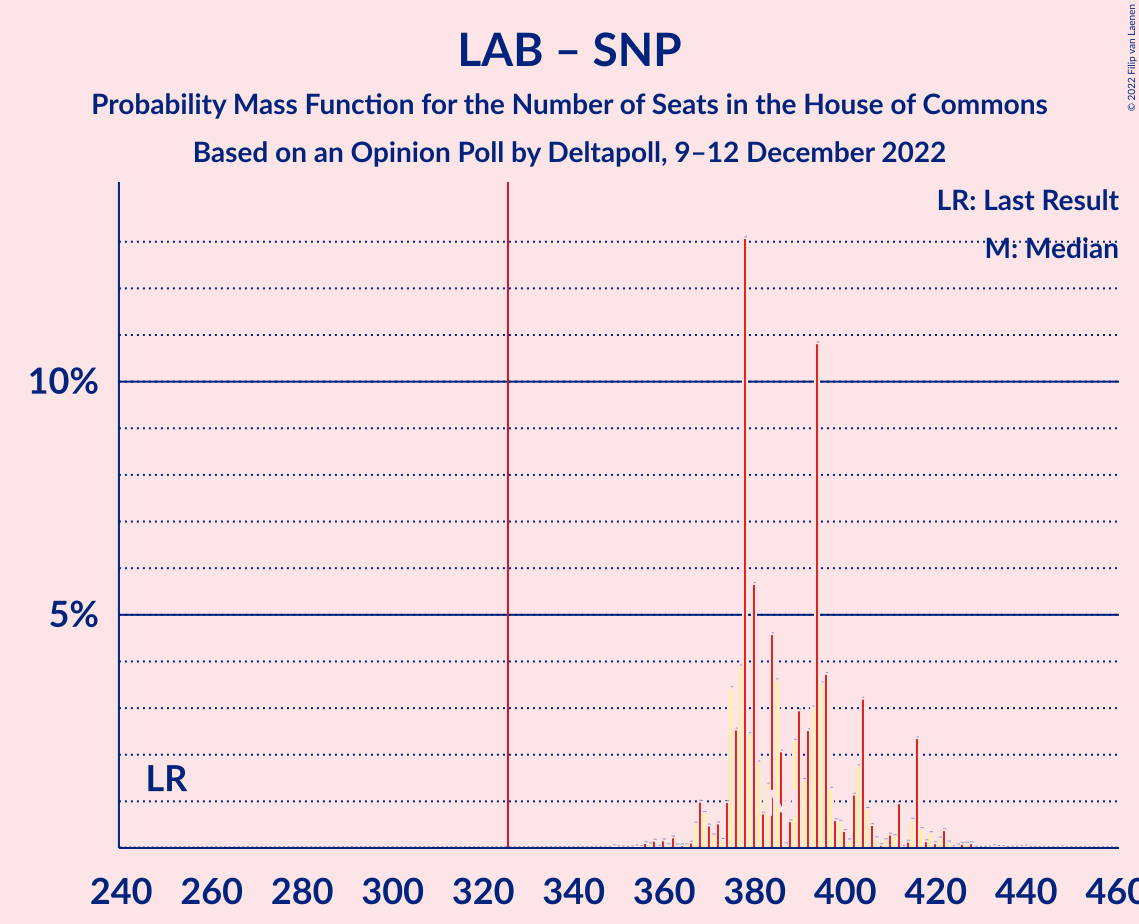 LAB – SNP
Probability Mass Function for the Number of Seats in the House of Commons
Based on an Opinion Poll by Deltapoll, 9–12 December 2022
© 2022 Filip van Laenen
LR: Last Result
M: Median
10%
5%
LR
240 260 280 300 320 340 360 380 400 420 440 460